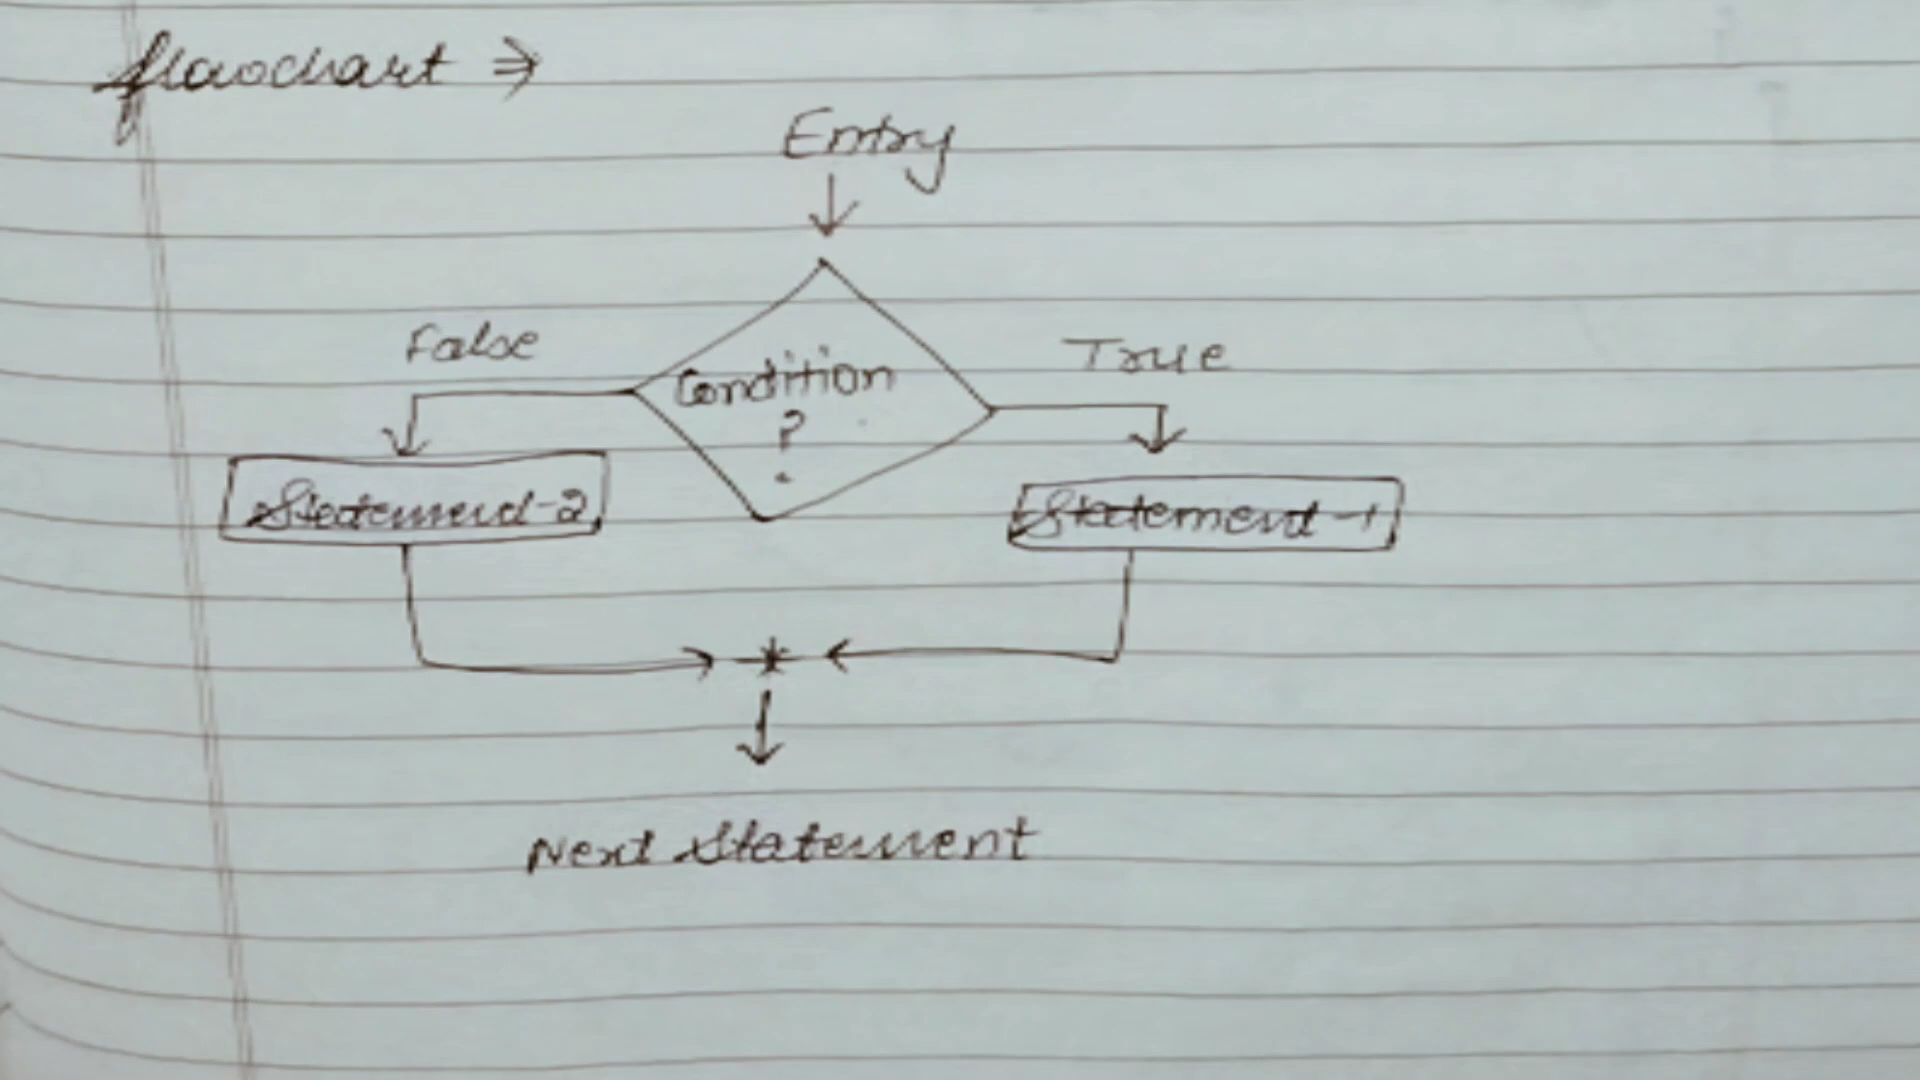 flowchart ⇒
Entry
False
True
Condition
?
Statement-2
Statement-1
Next Statement